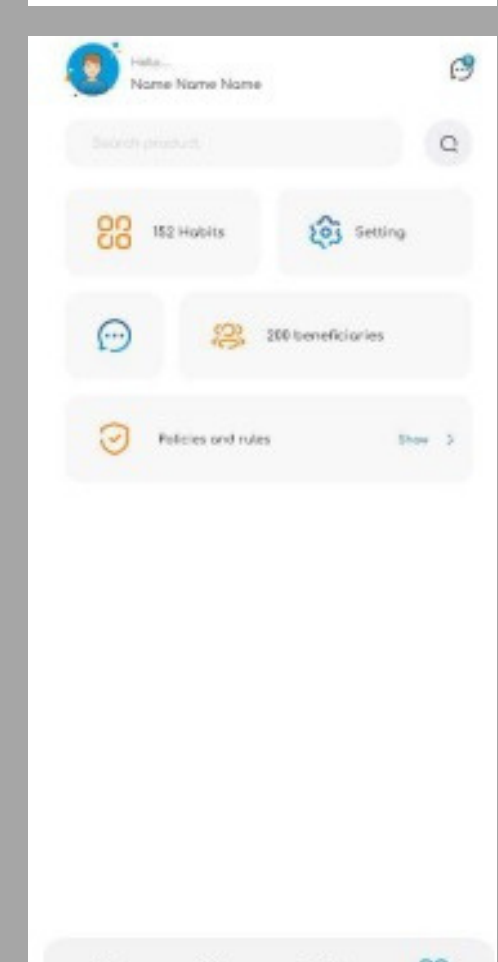 Hello...
Name Name Name
Search product
152 Habits
Setting
200 beneficiaries
Policies and rules
Show